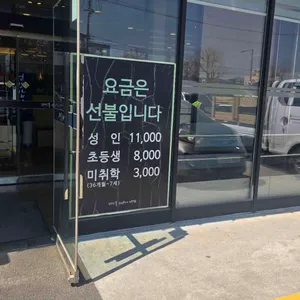 요금은
선불입니다
성 인 11,000
초등생 8,000
미취학 3,000
(36개월~7세)